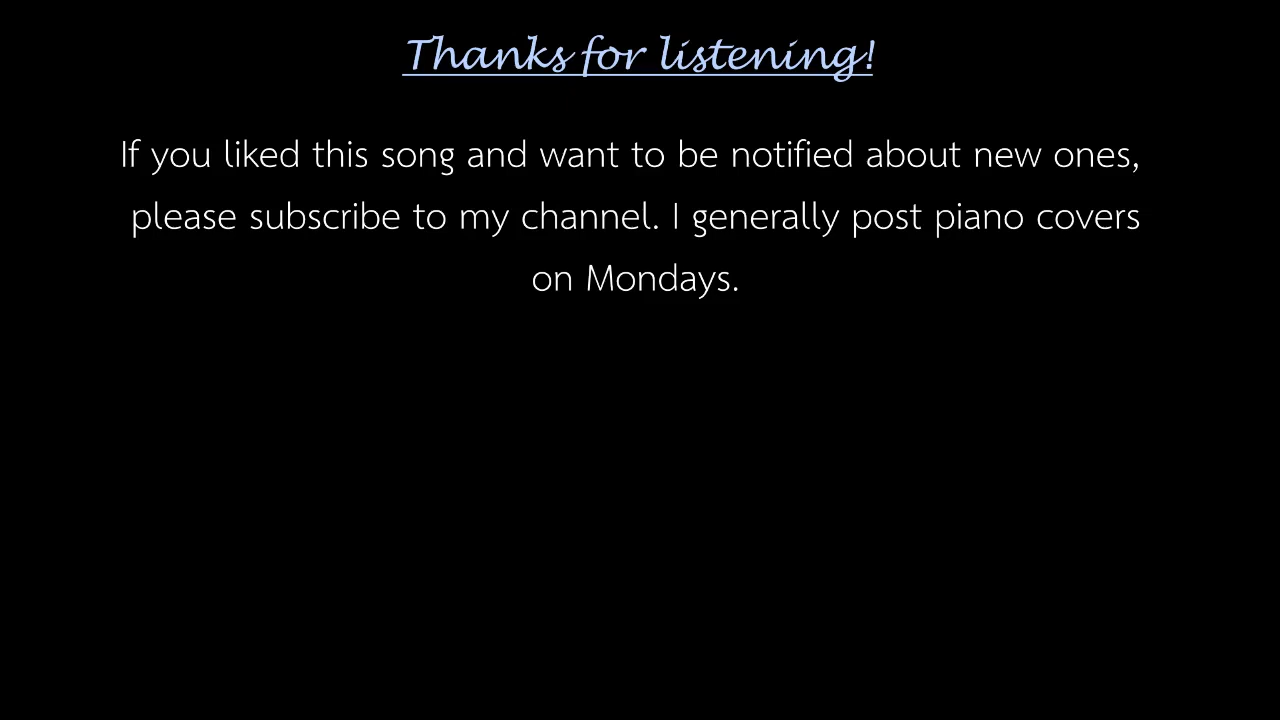 Thanks for listening!
If you liked this song and want to be notified about new ones,
please subscribe to my channel. I generally post piano covers
on Mondays.